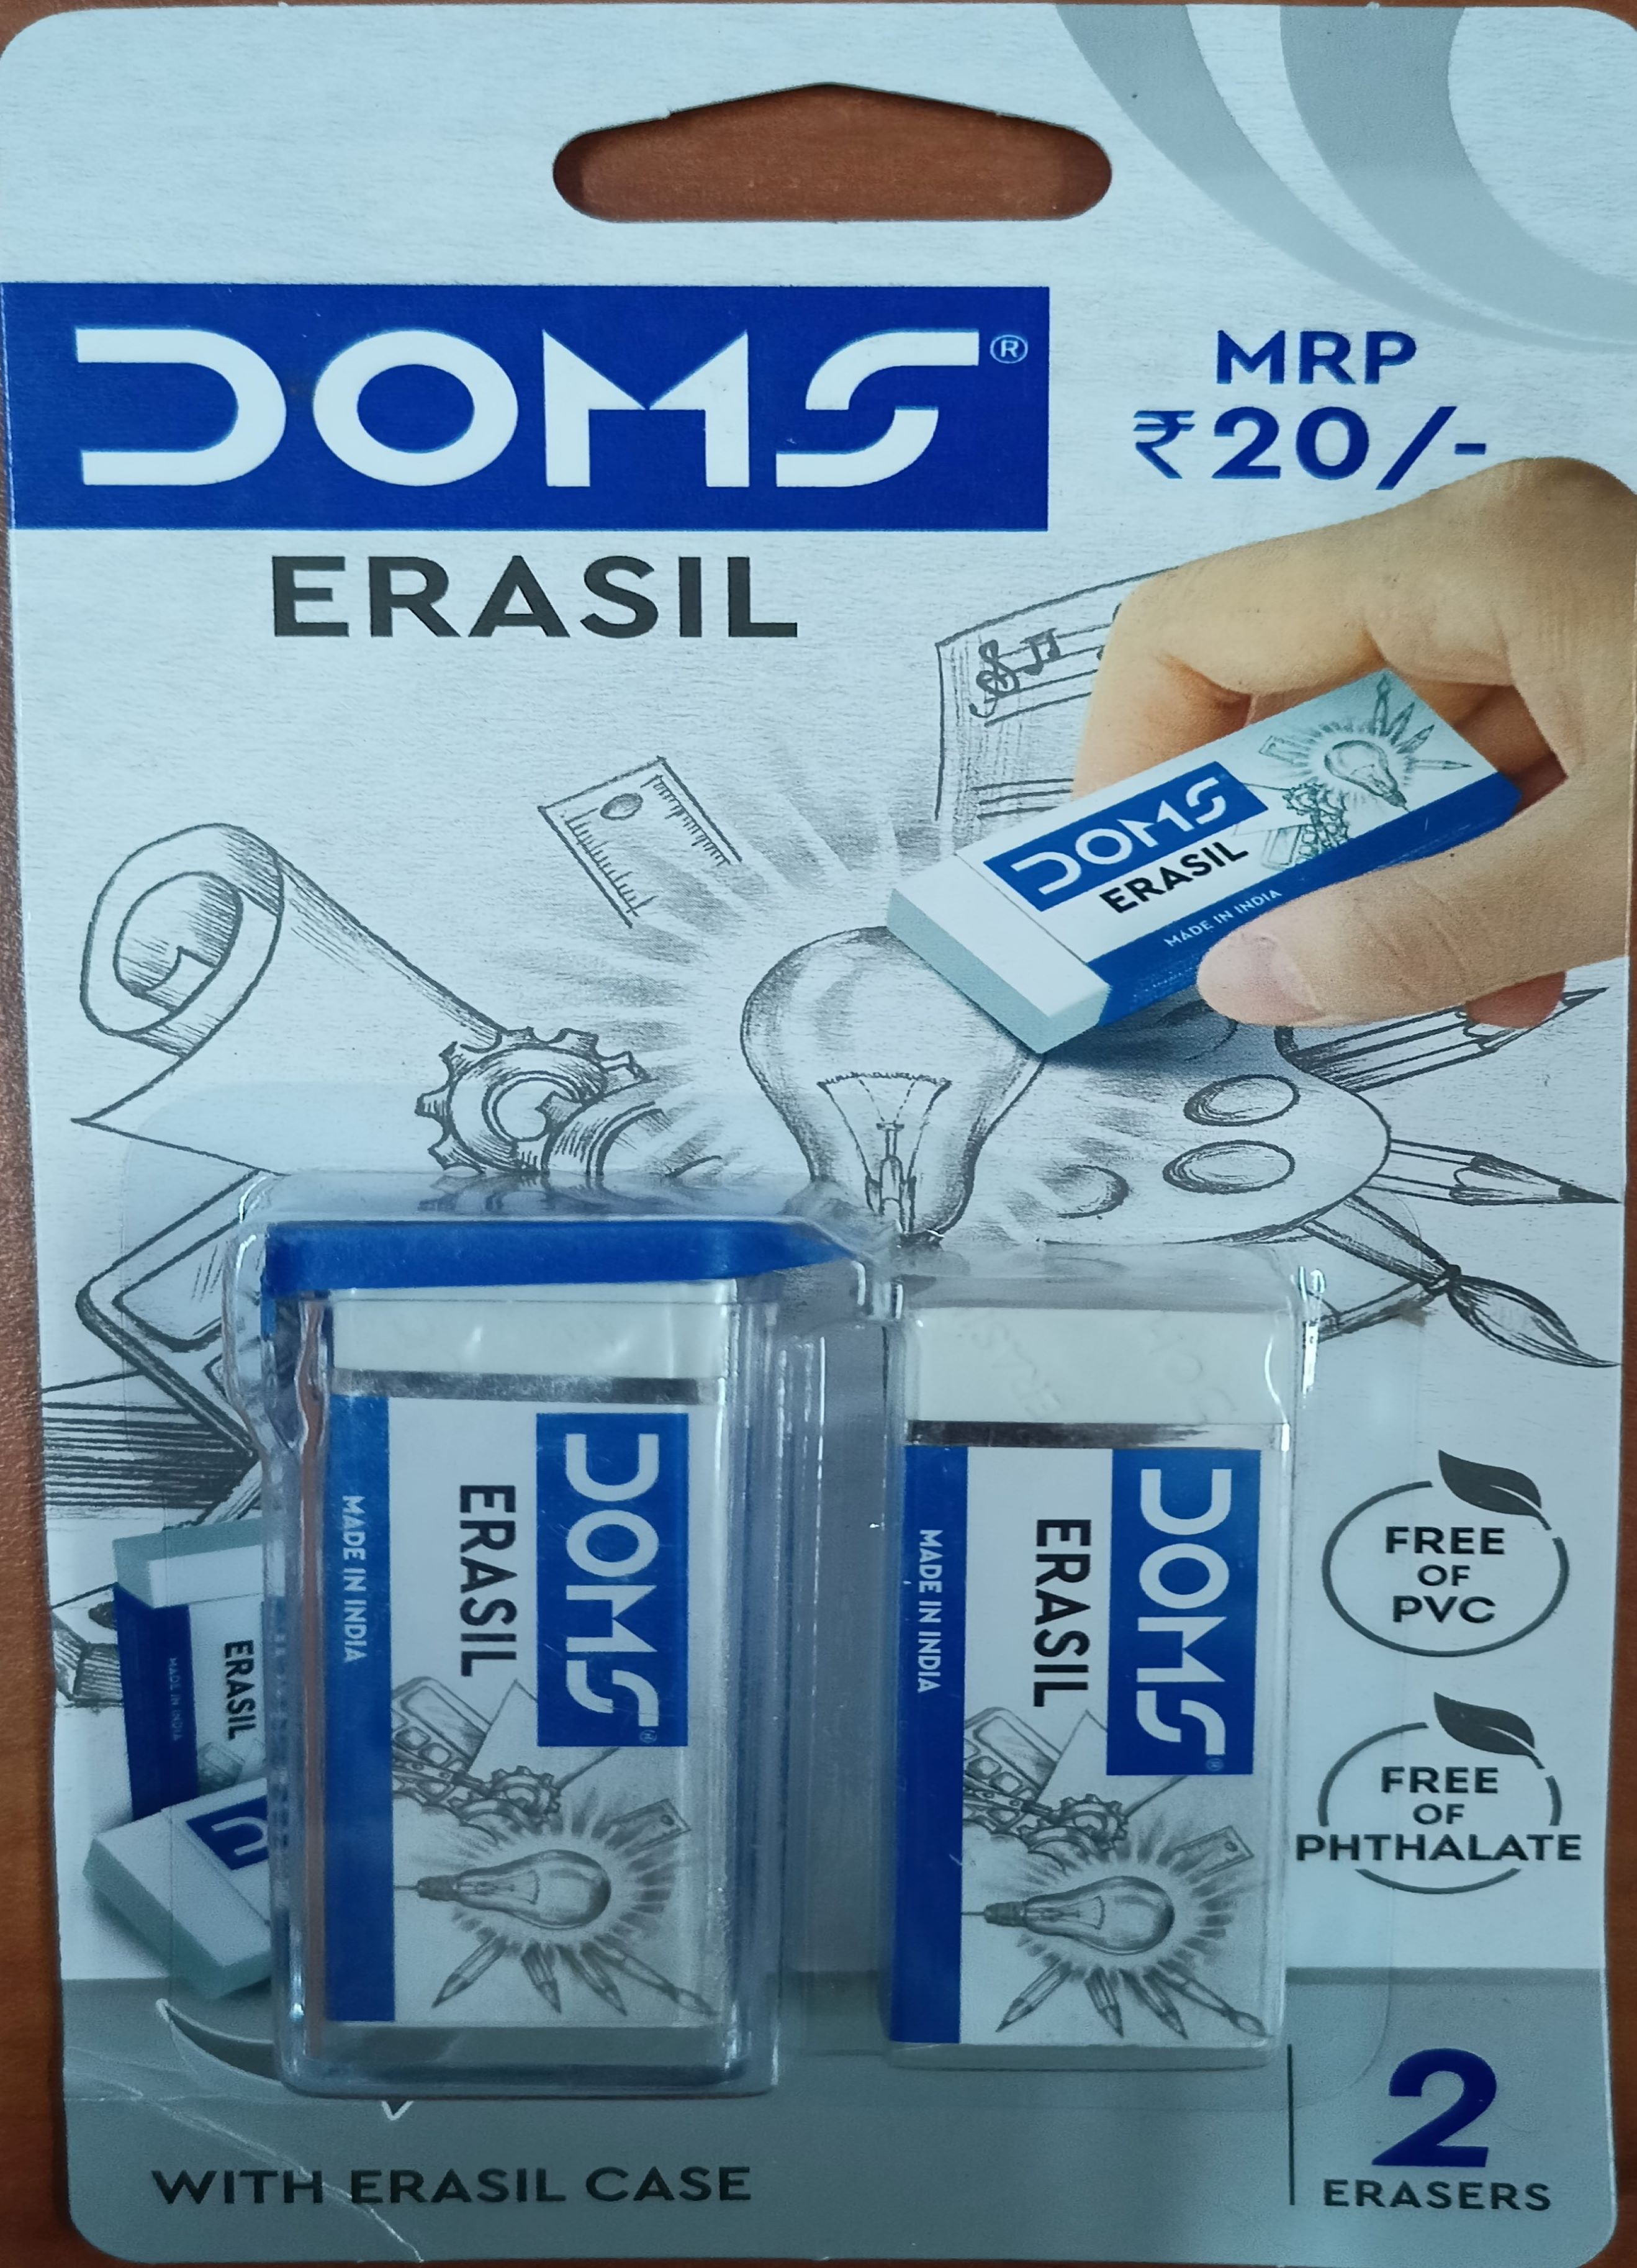 DOMS®
MRP
₹20/-
ERASIL
DOMS
ERASIL
MADE IN INDIA
DOMS®
ERASIL
MADE IN INDIA
DOMS®
ERASIL
MADE IN INDIA
ERASIL
MADE IN INDIA
FREE
OF
PVC
FREE
OF
PHTHALATE
WITH ERASIL CASE
2
ERASERS